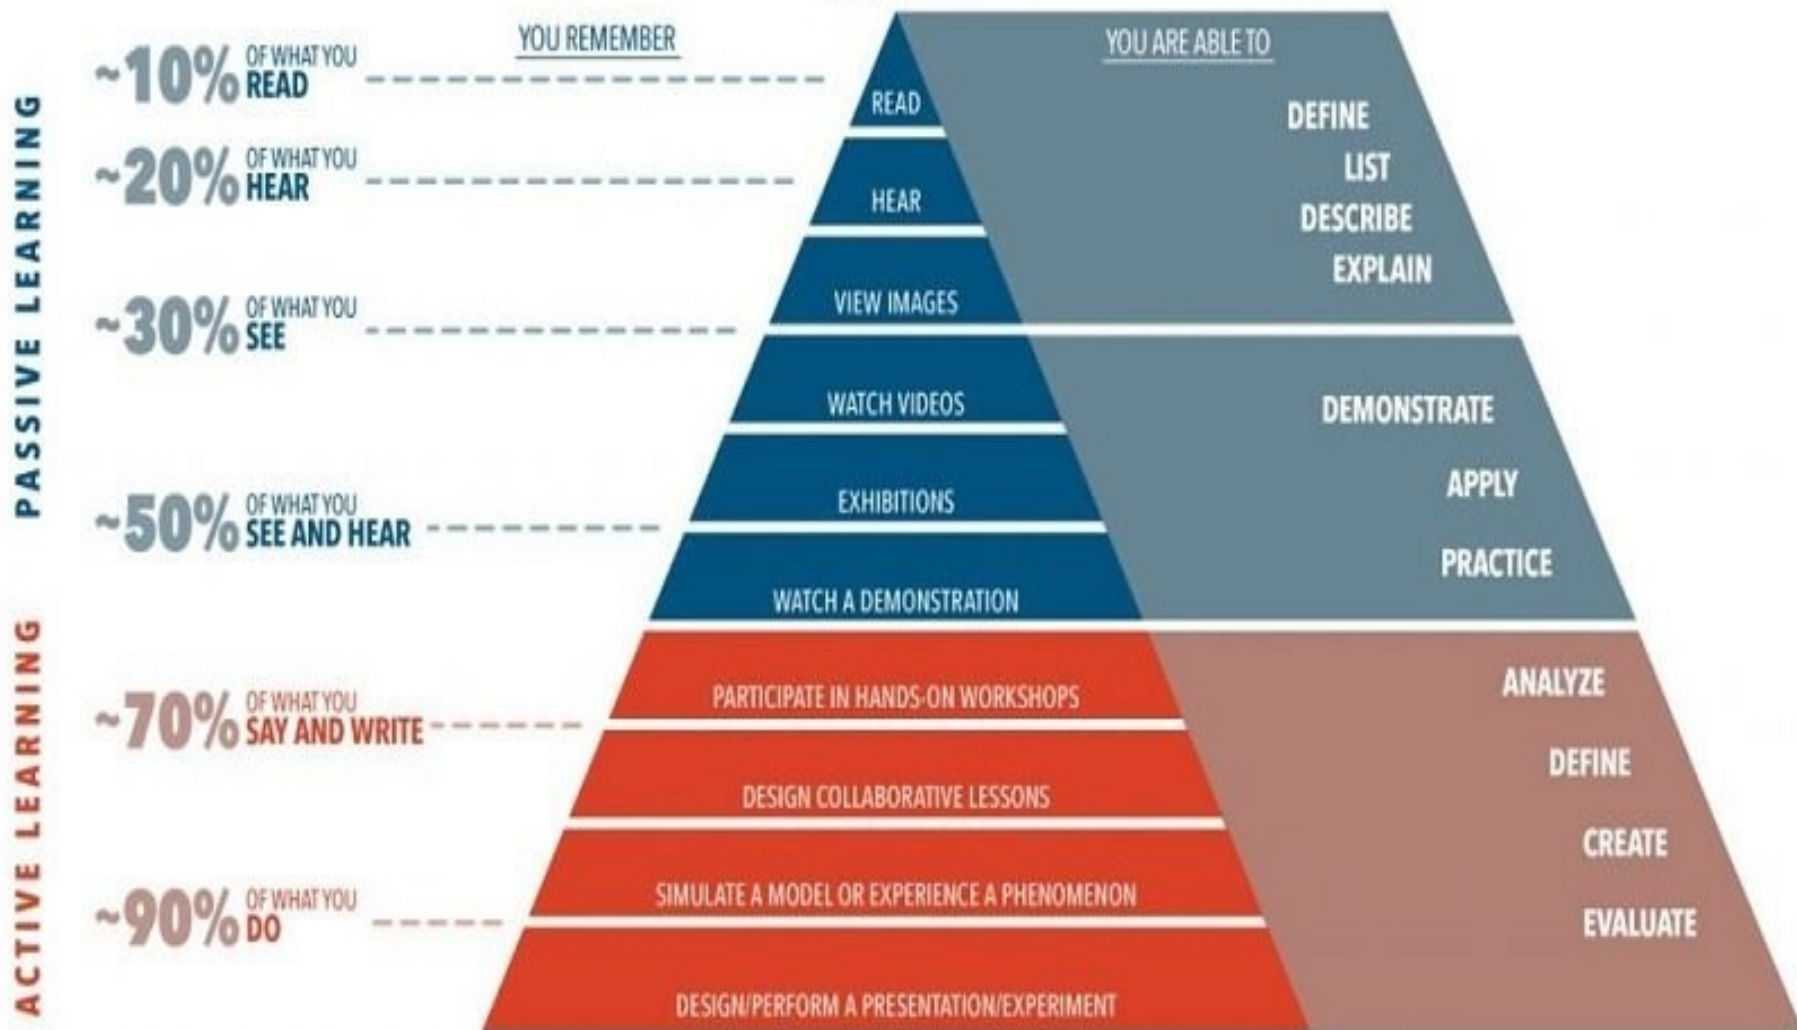 YOU REMEMBER
YOU ARE ABLE TO
PASSIVE LEARNING
~10% OF WHAT YOU
READ
~20% OF WHAT YOU
HEAR
~30% OF WHAT YOU
SEE
~50% OF WHAT YOU
SEE AND HEAR
ACTIVE LEARNING
~70% OF WHAT YOU
SAY AND WRITE
~90% OF WHAT YOU
DO
READ
HEAR
VIEW IMAGES
WATCH VIDEOS
EXHIBITIONS
WATCH A DEMONSTRATION
PARTICIPATE IN HANDS-ON WORKSHOPS
DESIGN COLLABORATIVE LESSONS
SIMULATE A MODEL OR EXPERIENCE A PHENOMENON
DESIGN/PERFORM A PRESENTATION/EXPERIMENT
DEFINE
LIST
DESCRIBE
EXPLAIN
DEMONSTRATE
APPLY
PRACTICE
ANALYZE
DEFINE
CREATE
EVALUATE